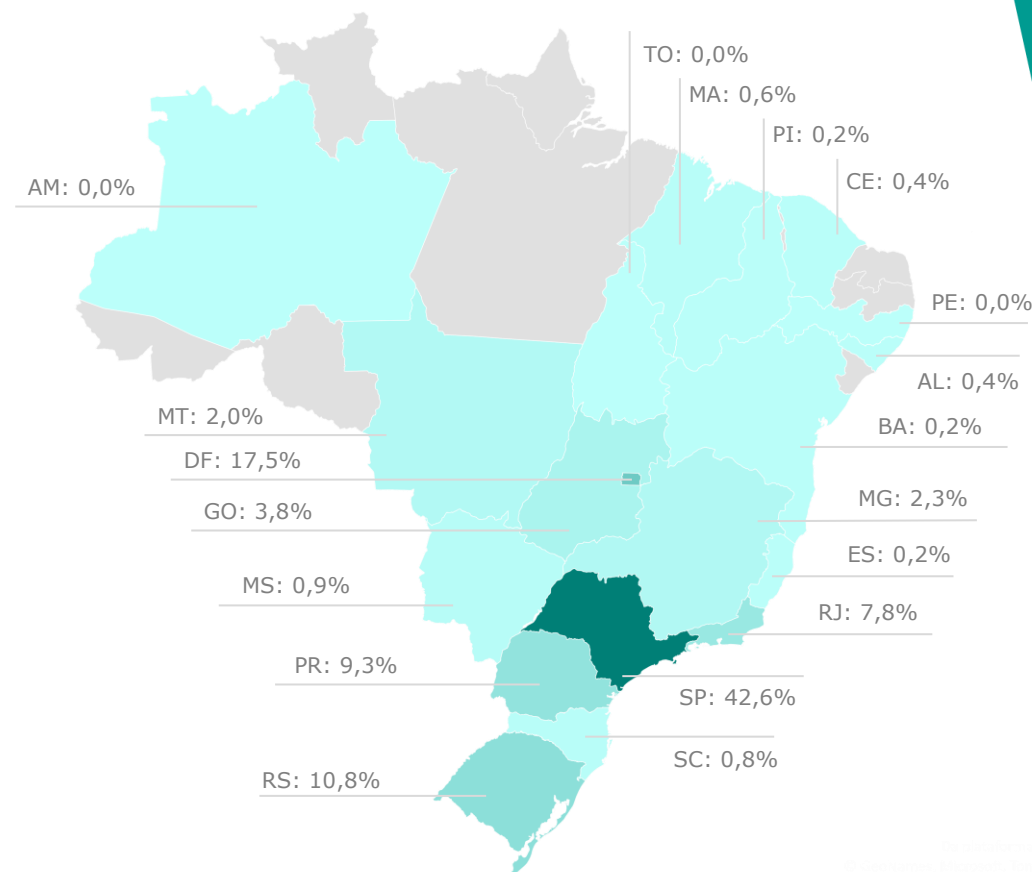 TO: 0,0%
MA: 0,6%
PI: 0,2%
CE: 0,4%
AM: 0,0%
PE: 0,0%
AL: 0,4%
MT: 2,0%
BA: 0,2%
DF: 17,5%
MG: 2,3%
GO: 3,8%
ES: 0,2%
MS: 0,9%
RJ: 7,8%
PR: 9,3%
SP: 42,6%
SC: 0,8%
RS: 10,8%